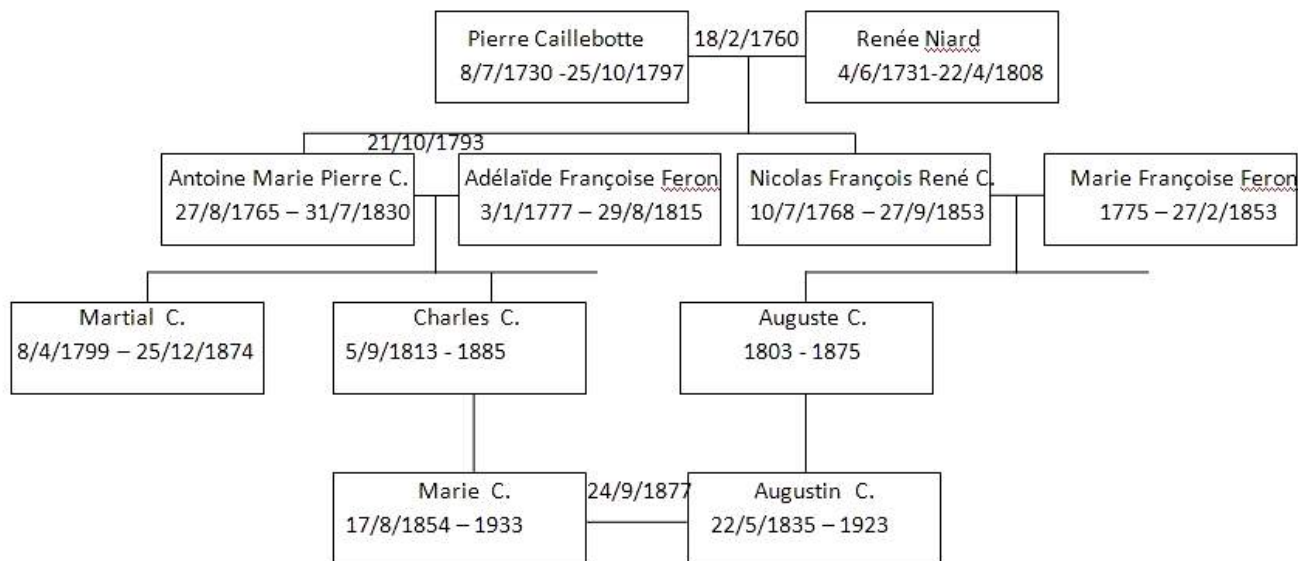 Pierre Caillebotte
8/7/1730 -25/10/1797
18/2/1760
Renée Niard
4/6/1731-22/4/1808
21/10/1793
Antoine Marie Pierre C.
27/8/1765 – 31/7/1830
Adélaïde Françoise Feron
3/1/1777 – 29/8/1815
Nicolas François René C.
10/7/1768 – 27/9/1853
Marie Françoise Feron
1775 – 27/2/1853
Martial C.
8/4/1799 – 25/12/1874
Charles C.
5/9/1813 - 1885
Auguste C.
1803 - 1875
Marie C.
17/8/1854 – 1933
24/9/1877
Augustin C.
22/5/1835 – 1923